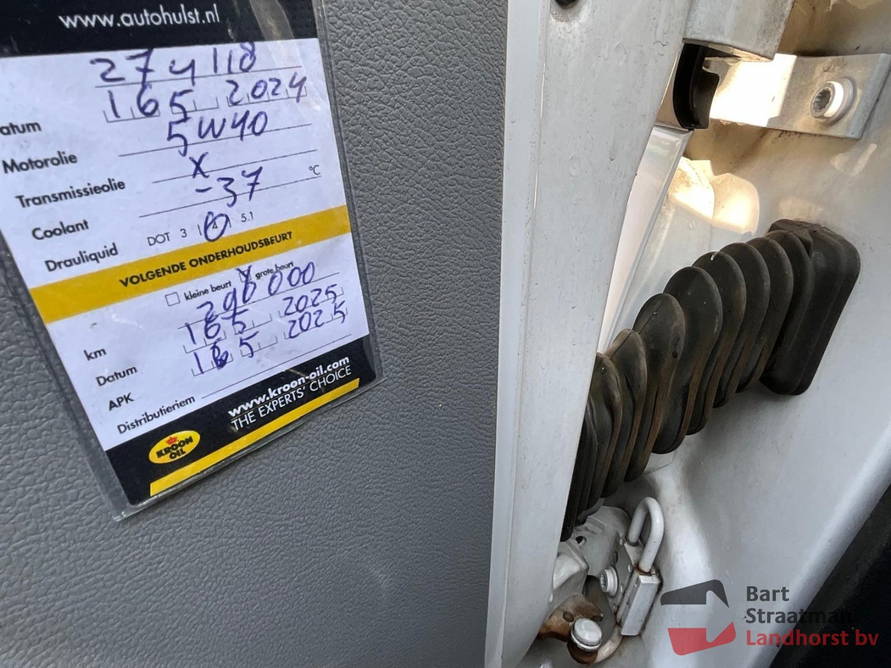 www.autohulst.nl
274118
atum 16 5 2024
Motorolie 5W40
Transmissieolie X
Coolant -37 °C
Drauliquid DOT 3 | 4 | 5.1
VOLGENDE ONDERHOUDSBEURT
kleine beurt X grote beurt
km 290000
Datum 16 5 2025
APK 16 5 2025
Distributieriem
www.kroon-oil.com
THE EXPERTS' CHOICE
KROON
OIL
Bart
Straatman
Landhorst bv